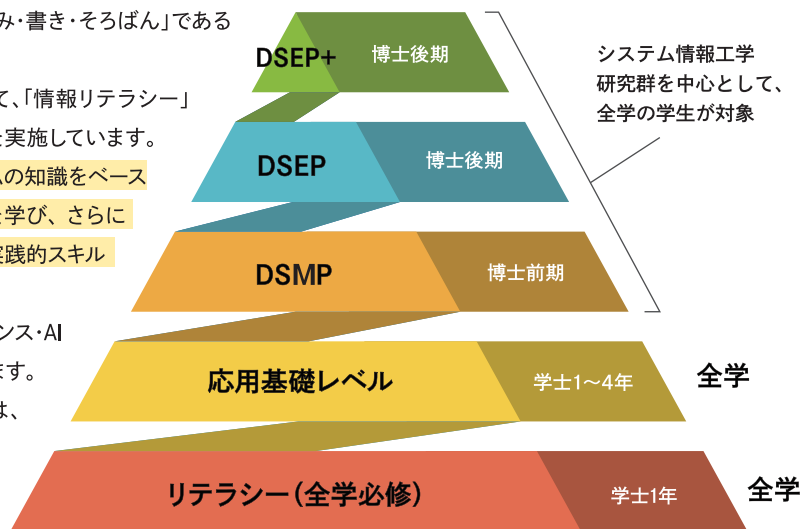 み・書き・そろばん」である
て、「情報リテラシー」
を実施しています。
の知識をベース
を学び、さらに
実践的スキル
ンス・AI
ます。
は、
DSEP+ 博士後期
DSEP 博士後期
DSMP 博士前期
応用基礎レベル 学士1〜4年 全学
リテラシー(全学必修) 学士1年 全学
システム情報工学
研究群を中心として、
全学の学生が対象